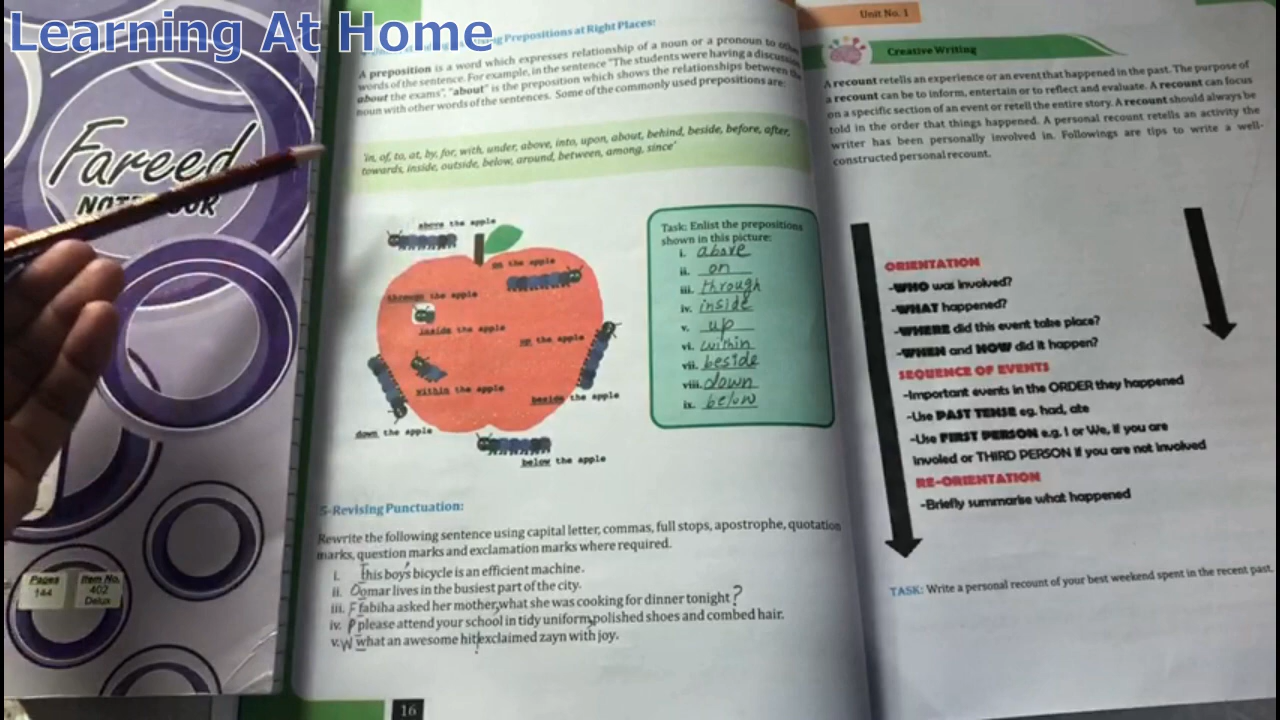 Learning At Home
Fareed
NOTEBOOK
Pages
144
Item No.
402
Delux
Prepositions at Right Places:
A preposition is a word which expresses relationship of a noun or a pronoun to other
words of the sentence. For example, in the sentence "The students were having a discussion
about the exams", "about" is the preposition which shows the relationships between the
noun with other words of the sentences. Some of the commonly used prepositions are:
'in, of, to, at, by, for, with, under, above, into, upon, about, behind, beside, before, after,
towards, inside, outside, below, around, between, among, since'
above the apple
on the apple
through the apple
inside the apple
up the apple
within the apple
beside the apple
down the apple
below the apple
Task: Enlist the prepositions
shown in this picture:
i. above
ii. on
iii. through
iv. inside
v. up
vi. within
vii. beside
viii. down
ix. below
5-Revising Punctuation:
Rewrite the following sentence using capital letter, commas, full stops, apostrophe, quotation
marks, question marks and exclamation marks where required.
i. This boy's bicycle is an efficient machine.
ii. Oomar lives in the busiest part of the city.
iii. F fabiha asked her mother, what she was cooking for dinner tonight?
iv. P please attend your school in tidy uniform, polished shoes and combed hair.
v. W what an awesome hit! exclaimed zayn with joy.
16
Unit No. 1
Creative Writing
A recount retells an experience or an event that happened in the past. The purpose of
a recount can be to inform, entertain or to reflect and evaluate. A recount can focus
on a specific section of an event or retell the entire story. A recount should always be
told in the order that things happened. A personal recount retells an activity the
writer has been personally involved in. Followings are tips to write a well-
constructed personal recount.
ORIENTATION
-WHO was involved?
-WHAT happened?
-WHERE did this event take place?
-WHEN and HOW did it happen?
SEQUENCE OF EVENTS
-Important events in the ORDER they happened
-Use PAST TENSE eg. had, ate
-Use FIRST PERSON e.g. I or We, if you are
involed or THIRD PERSON if you are not involved
RE-ORIENTATION
-Briefly summarise what happened
TASK: Write a personal recount of your best weekend spent in the recent past.